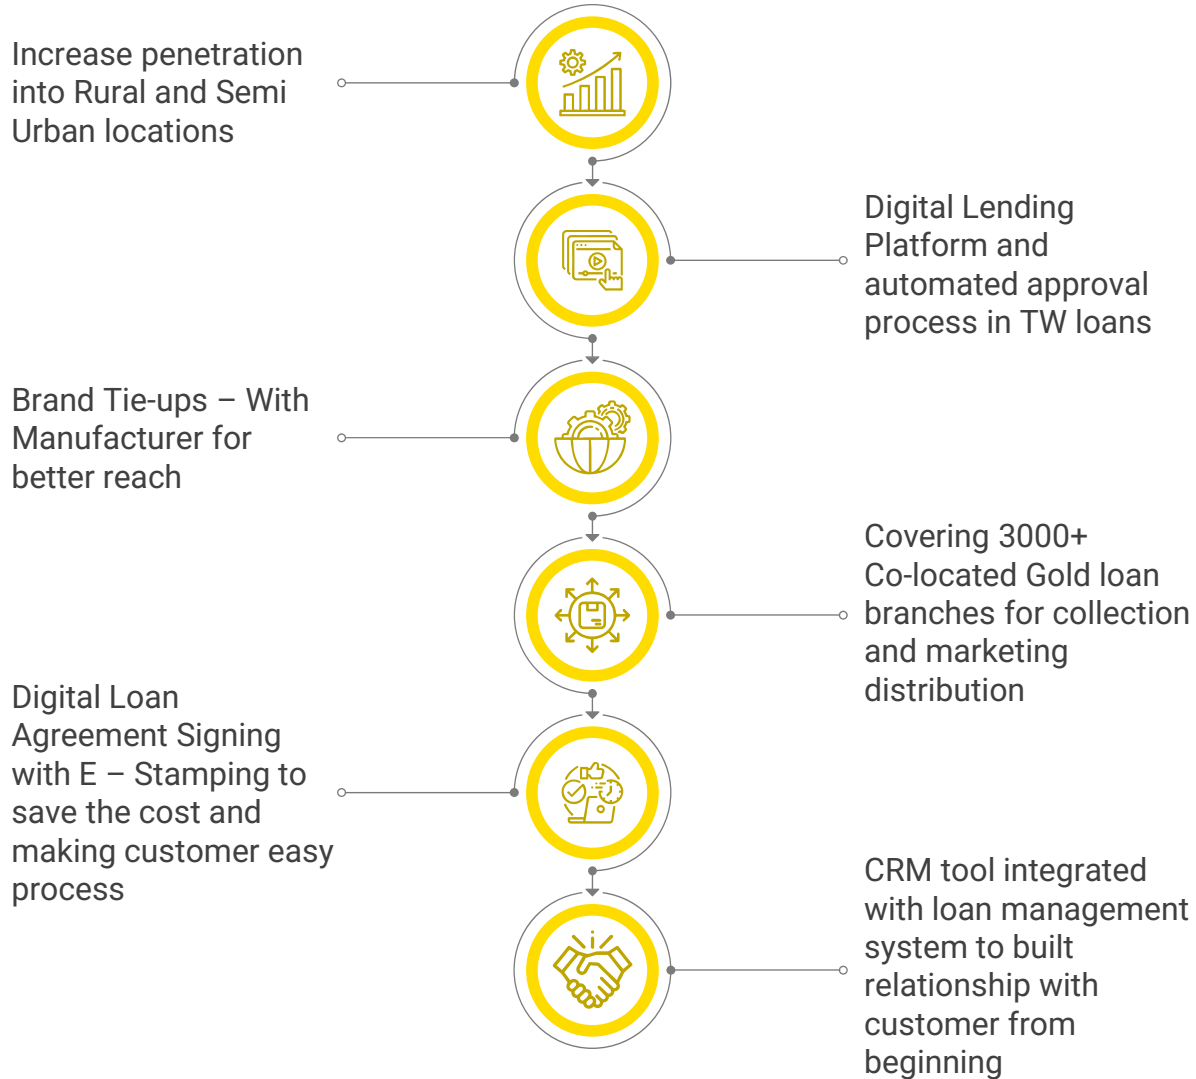 Increase penetration
into Rural and Semi
Urban locations
Digital Lending
Platform and
automated approval
process in TW loans
Brand Tie-ups – With
Manufacturer for
better reach
Covering 3000+
Co-located Gold loan
branches for collection
and marketing
distribution
Digital Loan
Agreement Signing
with E – Stamping to
save the cost and
making customer easy
process
CRM tool integrated
with loan management
system to built
relationship with
customer from
beginning